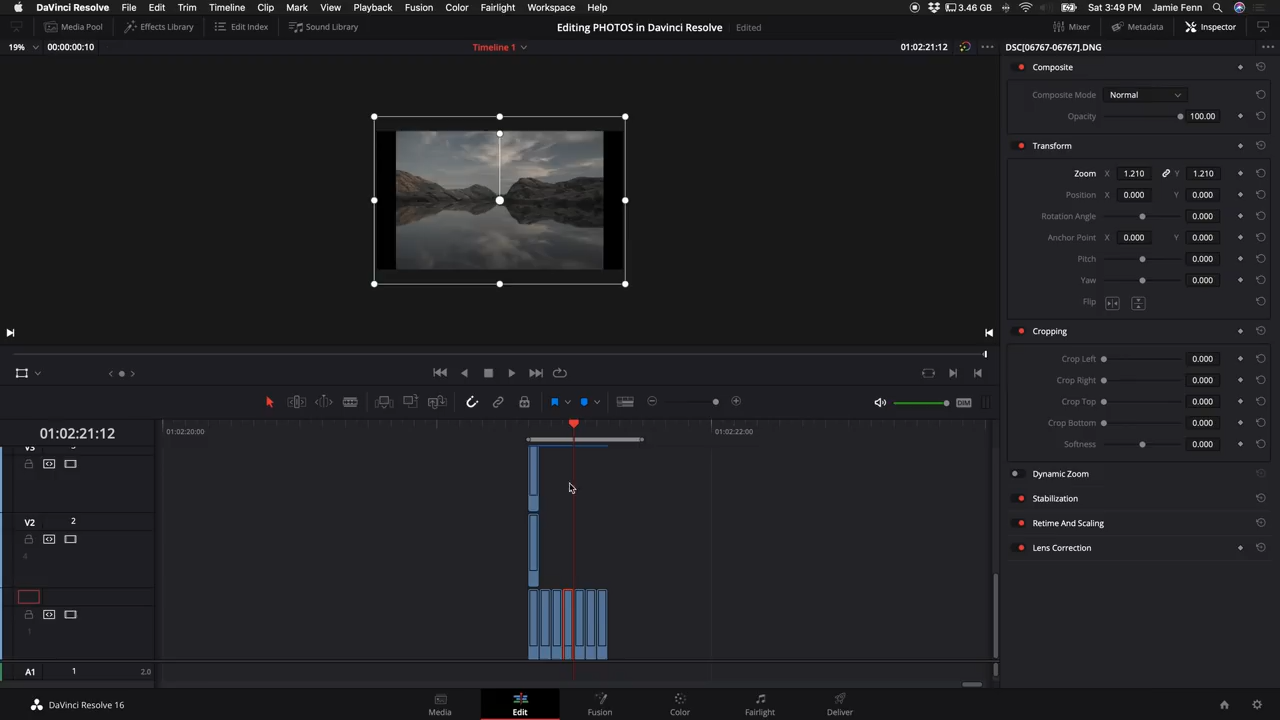 DaVinci Resolve File Edit Trim Timeline Clip Mark View Playback Fusion Color Fairlight Workspace Help 3.46 GB Sat 3:49 PM Jamie Fenn
Media Pool Effects Library Edit Index Sound Library Editing PHOTOS in Davinci Resolve Edited Mixer Metadata Inspector
19% 00:00:00:10 Timeline 1 01:02:21:12 DSC[06767-06767].DNG
Composite
Composite Mode Normal
Opacity 100.00
Transform
Zoom X 1.210 Y 1.210
Position X 0.000 Y 0.000
Rotation Angle 0.000
Anchor Point X 0.000 Y 0.000
Pitch 0.000
Yaw 0.000
Flip
Cropping
Crop Left 0.000
Crop Right 0.000
Crop Top 0.000
Crop Bottom 0.000
Softness 0.000
Dynamic Zoom
Stabilization
Retime And Scaling
Lens Correction
DIM
01:02:21:12 01:02:20:00 01:02:22:00
V2 2
4
1
A1 1 2.0
DaVinci Resolve 16 Media Edit Fusion Color Fairlight Deliver